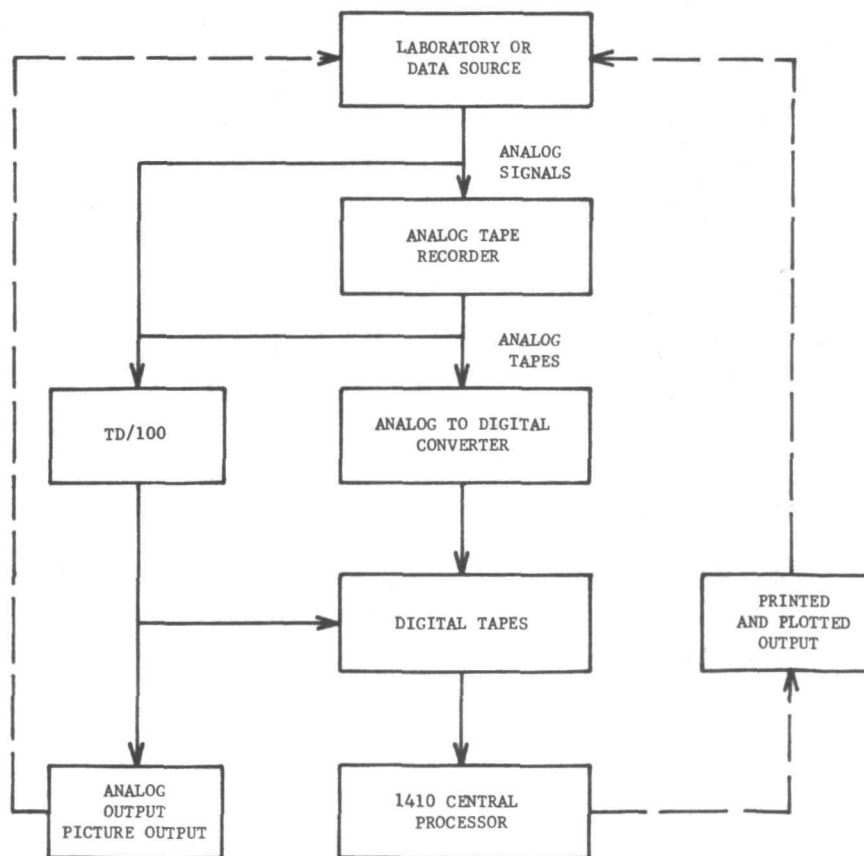 LABORATORY OR
DATA SOURCE
ANALOG
SIGNALS
ANALOG TAPE
RECORDER
ANALOG
TAPES
TD/100
ANALOG TO DIGITAL
CONVERTER
DIGITAL TAPES
PRINTED
AND PLOTTED
OUTPUT
ANALOG
OUTPUT
PICTURE OUTPUT
1410 CENTRAL
PROCESSOR